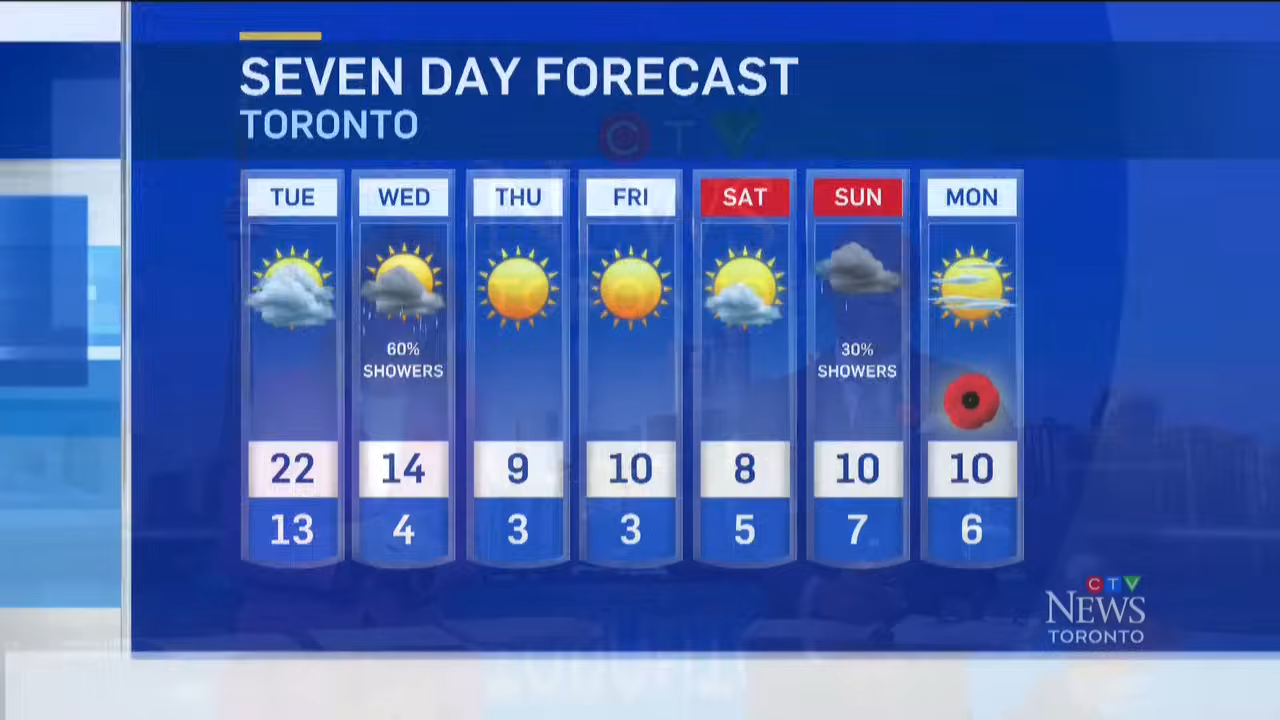 SEVEN DAY FORECAST
TORONTO
CTV
TUE WED THU FRI SAT SUN MON
60% SHOWERS
30% SHOWERS
22 14 9 10 8 10 10
13 4 3 3 5 7 6
CTV
NEWS
TORONTO